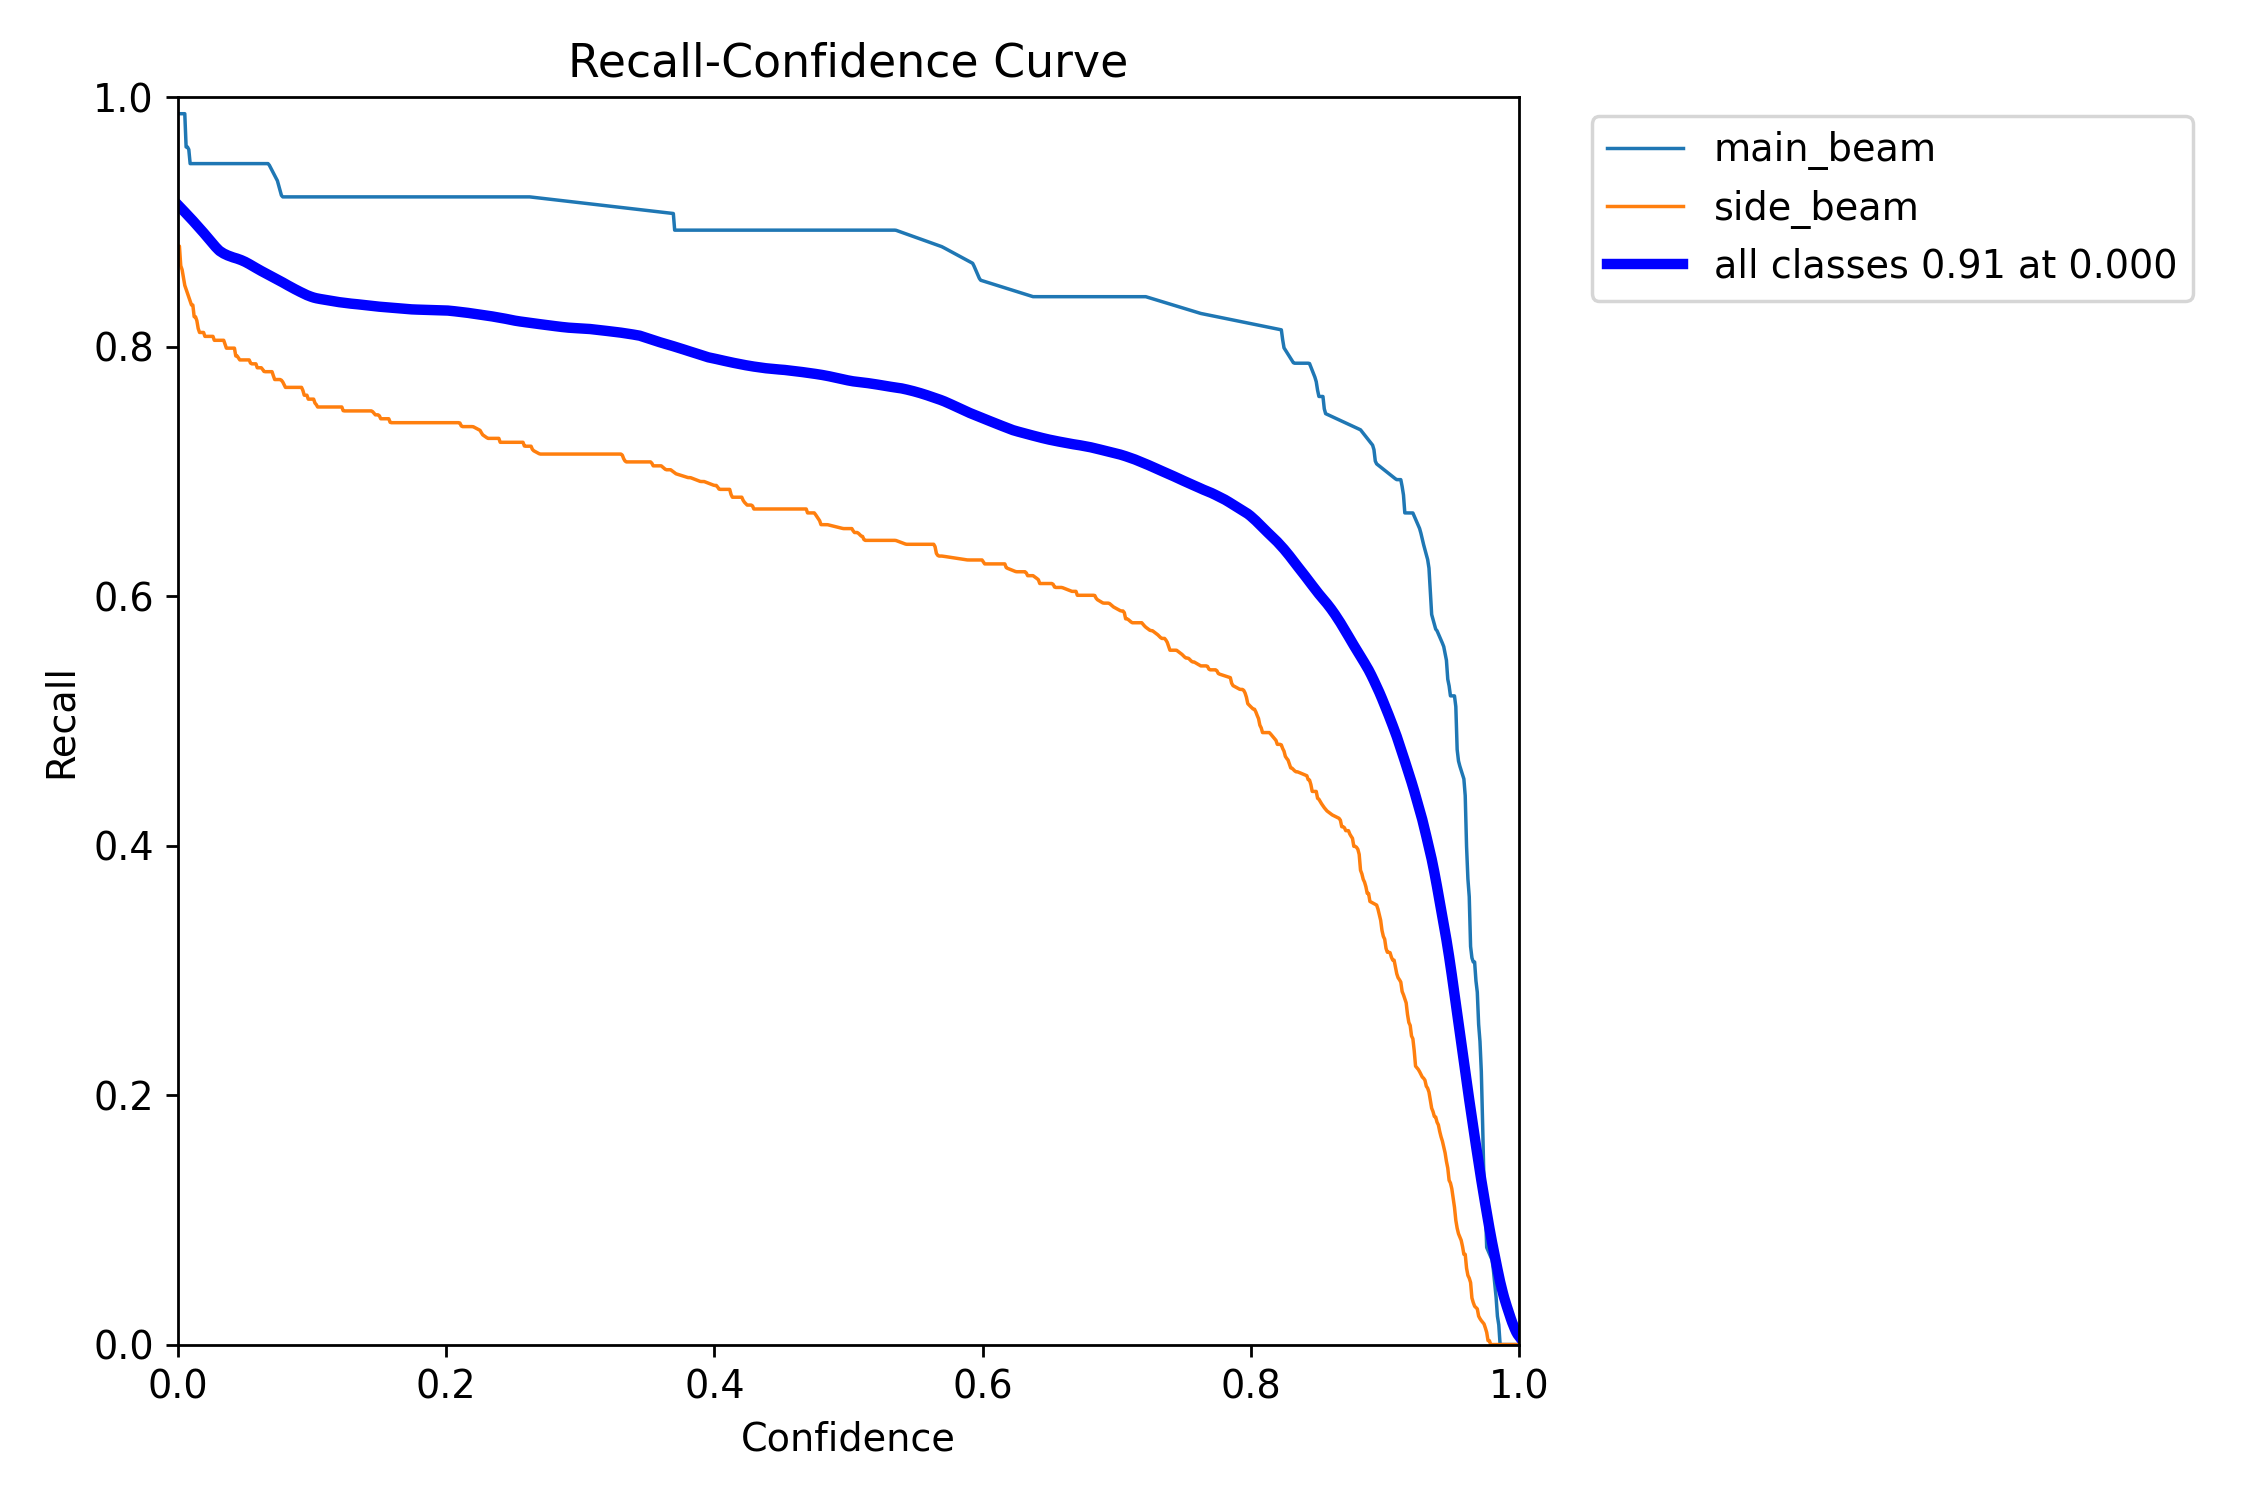 Recall-Confidence Curve
1.0
0.8
0.6
0.4
0.2
0.0
Recall
0.0 0.2 0.4 0.6 0.8 1.0
Confidence
main_beam
side_beam
all classes 0.91 at 0.000